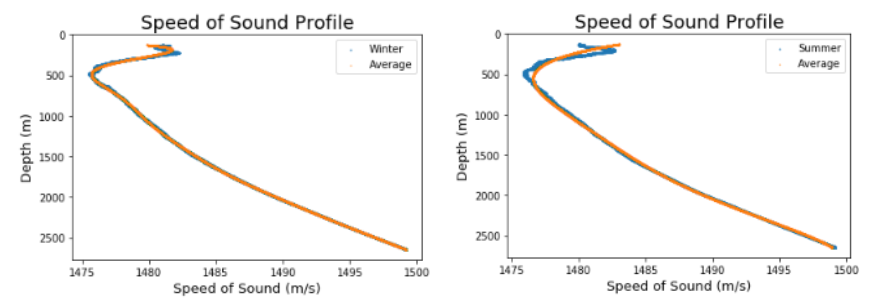 Speed of Sound Profile
0
500
1000
1500
2000
2500
Depth (m)
Winter
Average
1475
1480
1485
1490
1495
1500
Speed of Sound (m/s)
Speed of Sound Profile
0
500
1000
1500
2000
2500
Depth (m)
Summer
Average
1475
1480
1485
1490
1495
1500
Speed of Sound (m/s)